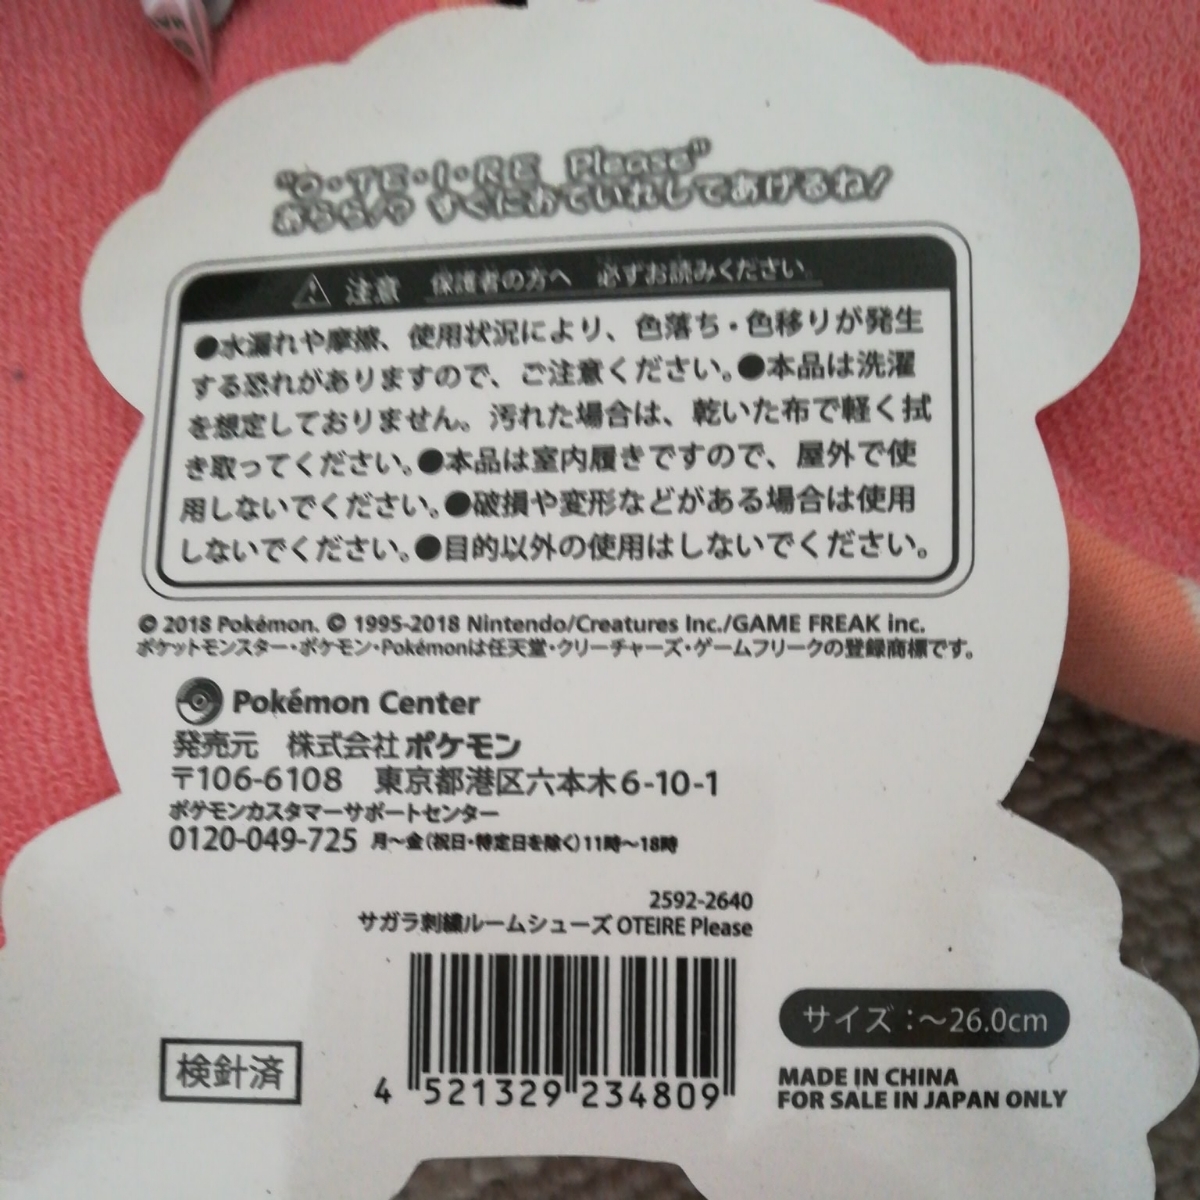 "O・TE・I・RE Please"
すぐにおていれしてあげるね!
注意 保護者の方へ 必ずお読みください
●水漏れや摩擦、使用状況により、色落ち・色移りが発生
する恐れがありますので、ご注意ください。●本品は洗濯
を想定しておりません。汚れた場合は、乾いた布で軽く拭
き取ってください。●本品は室内履きですので、屋外で使
用しないでください。●破損や変形などがある場合は使用
しないでください。●目的以外の使用はしないでください。
© 2018 Pokémon. © 1995-2018 Nintendo/Creatures Inc./GAME FREAK inc.
ポケットモンスター・ポケモン・Pokémonは任天堂・クリーチャーズ・ゲームフリークの登録商標です。
Pokémon Center
発売元 株式会社ポケモン
〒106-6108 東京都港区六本木6-10-1
ポケモンカスタマーサポートセンター
0120-049-725 月〜金(祝日・特定日を除く)11時〜18時
2592-2640
サガラ刺繍ルームシューズ OTEIRE Please
4 521329 234809
検針済
サイズ:〜26.0cm
MADE IN CHINA
FOR SALE IN JAPAN ONLY